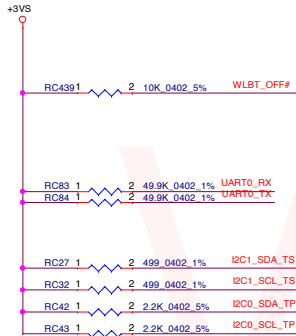 +3VS
RC439 1 2 10K_0402_5% WLBT_OFF#
RC83 1 2 49.9K_0402_1% UART0_RX
RC84 1 2 49.9K_0402_1% UART0_TX
RC27 1 2 499_0402_1% I2C1_SDA_TS
RC32 1 2 499_0402_1% I2C1_SCL_TS
RC42 1 2 2.2K_0402_5% I2C0_SDA_TP
RC43 1 2 2.2K_0402_5% I2C0_SCL_TP